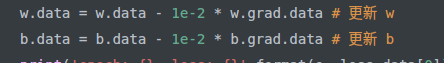 w.data = w.data - 1e-2 * w.grad.data # 更新 w
b.data = b.data - 1e-2 * b.grad.data # 更新 b